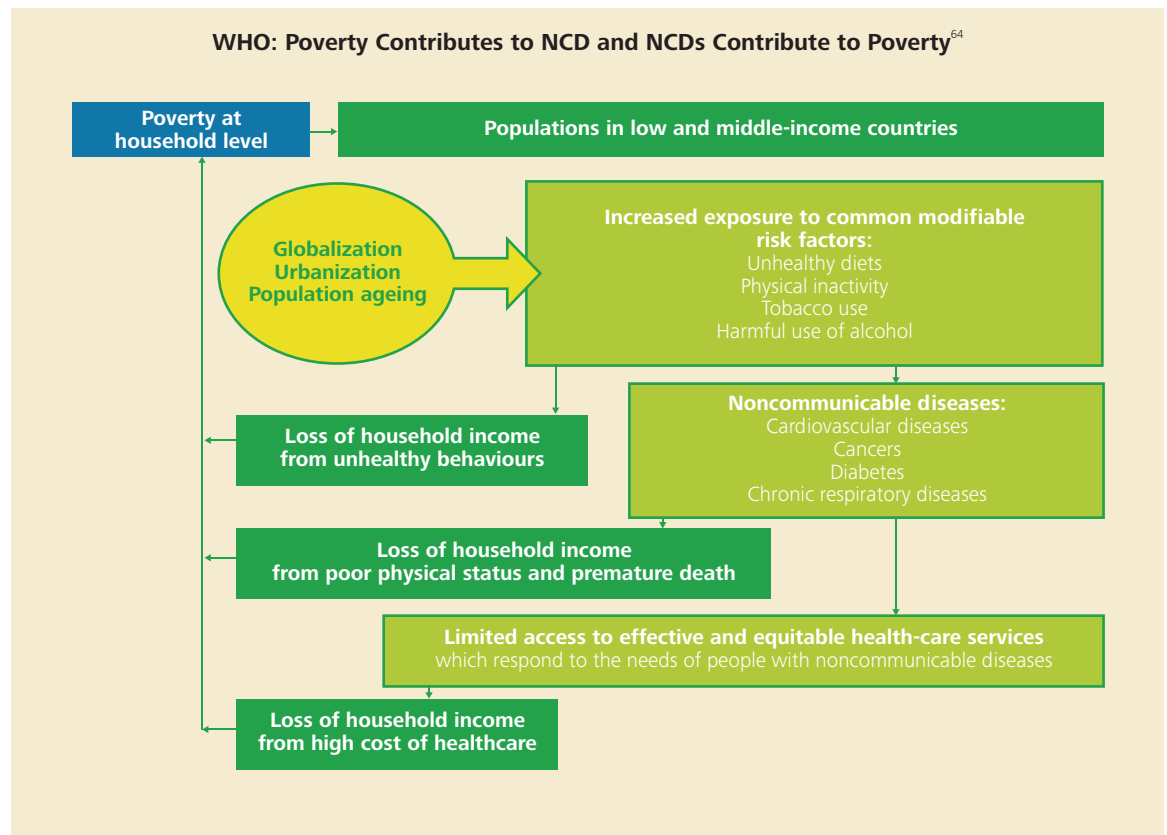 WHO: Poverty Contributes to NCD and NCDs Contribute to Poverty64
Poverty at
household level
Populations in low and middle-income countries
Globalization
Urbanization
Population ageing
Increased exposure to common modifiable
risk factors:
Unhealthy diets
Physical inactivity
Tobacco use
Harmful use of alcohol
Noncommunicable diseases:
Cardiovascular diseases
Cancers
Diabetes
Chronic respiratory diseases
Loss of household income
from unhealthy behaviours
Loss of household income
from poor physical status and premature death
Limited access to effective and equitable health-care services
which respond to the needs of people with noncommunicable diseases
Loss of household income
from high cost of healthcare